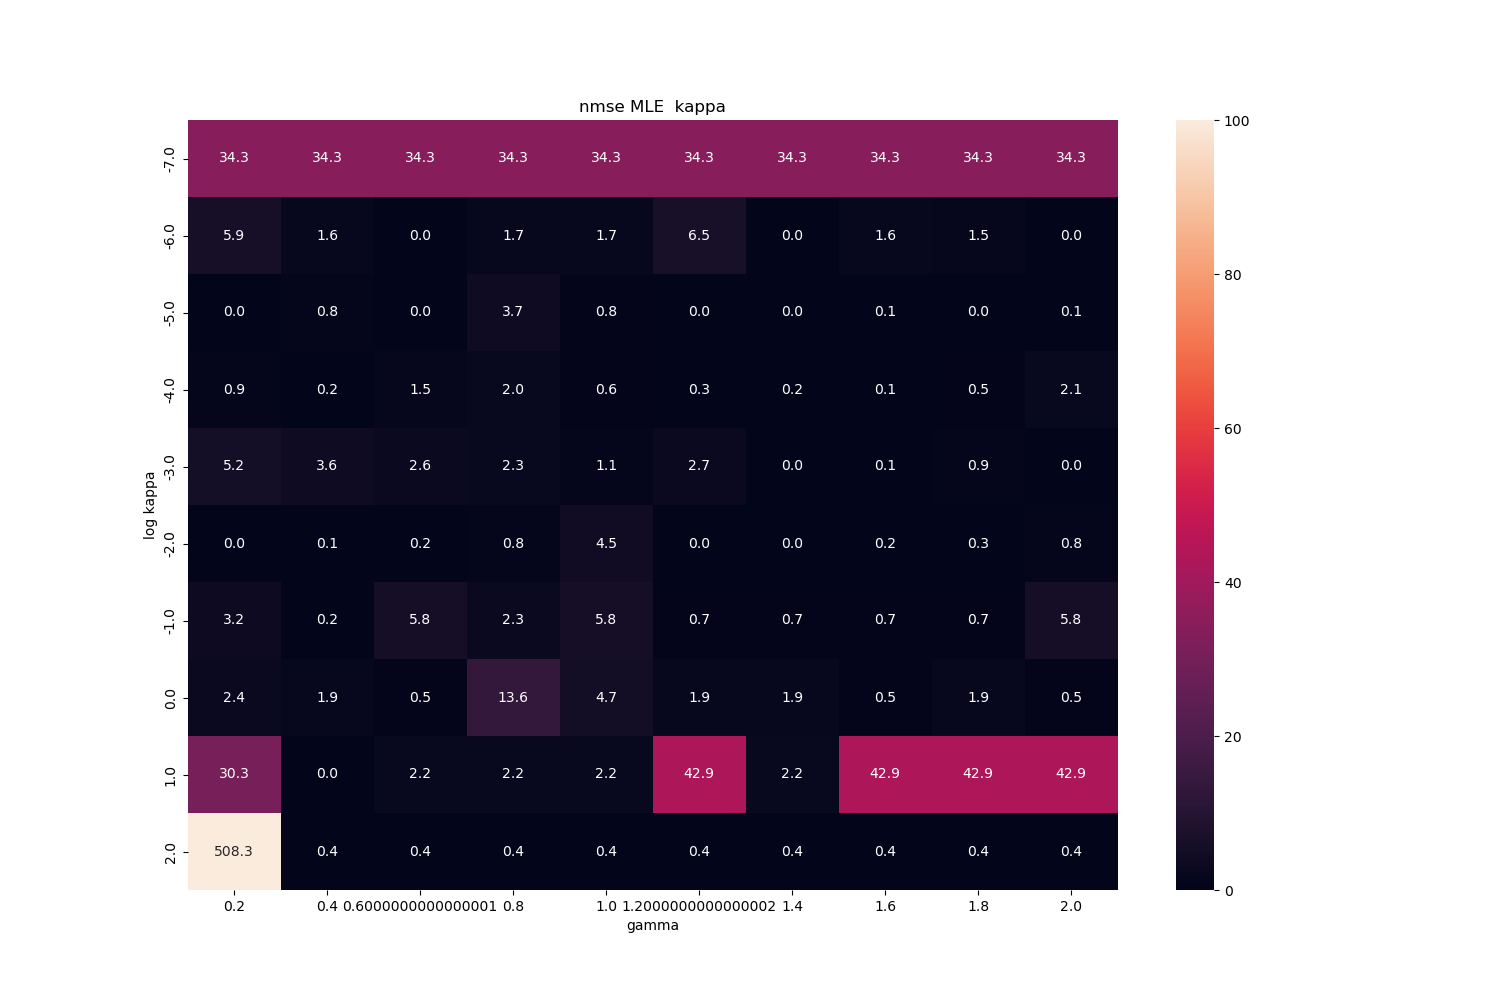 nmse MLE  kappa
-7.0 34.3 34.3 34.3 34.3 34.3 34.3 34.3 34.3 34.3 34.3
-6.0 5.9 1.6 0.0 1.7 1.7 6.5 0.0 1.6 1.5 0.0
-5.0 0.0 0.8 0.0 3.7 0.8 0.0 0.0 0.1 0.0 0.1
-4.0 0.9 0.2 1.5 2.0 0.6 0.3 0.2 0.1 0.5 2.1
-3.0 5.2 3.6 2.6 2.3 1.1 2.7 0.0 0.1 0.9 0.0
log kappa
-2.0 0.0 0.1 0.2 0.8 4.5 0.0 0.0 0.2 0.3 0.8
-1.0 3.2 0.2 5.8 2.3 5.8 0.7 0.7 0.7 0.7 5.8
0.0 2.4 1.9 0.5 13.6 4.7 1.9 1.9 0.5 1.9 0.5
1.0 30.3 0.0 2.2 2.2 2.2 42.9 2.2 42.9 42.9 42.9
2.0 508.3 0.4 0.4 0.4 0.4 0.4 0.4 0.4 0.4 0.4
0.2 0.4 0.6000000000000001 0.8 1.0 1.2000000000000002 1.4 1.6 1.8 2.0
gamma
100
80
60
40
20
0